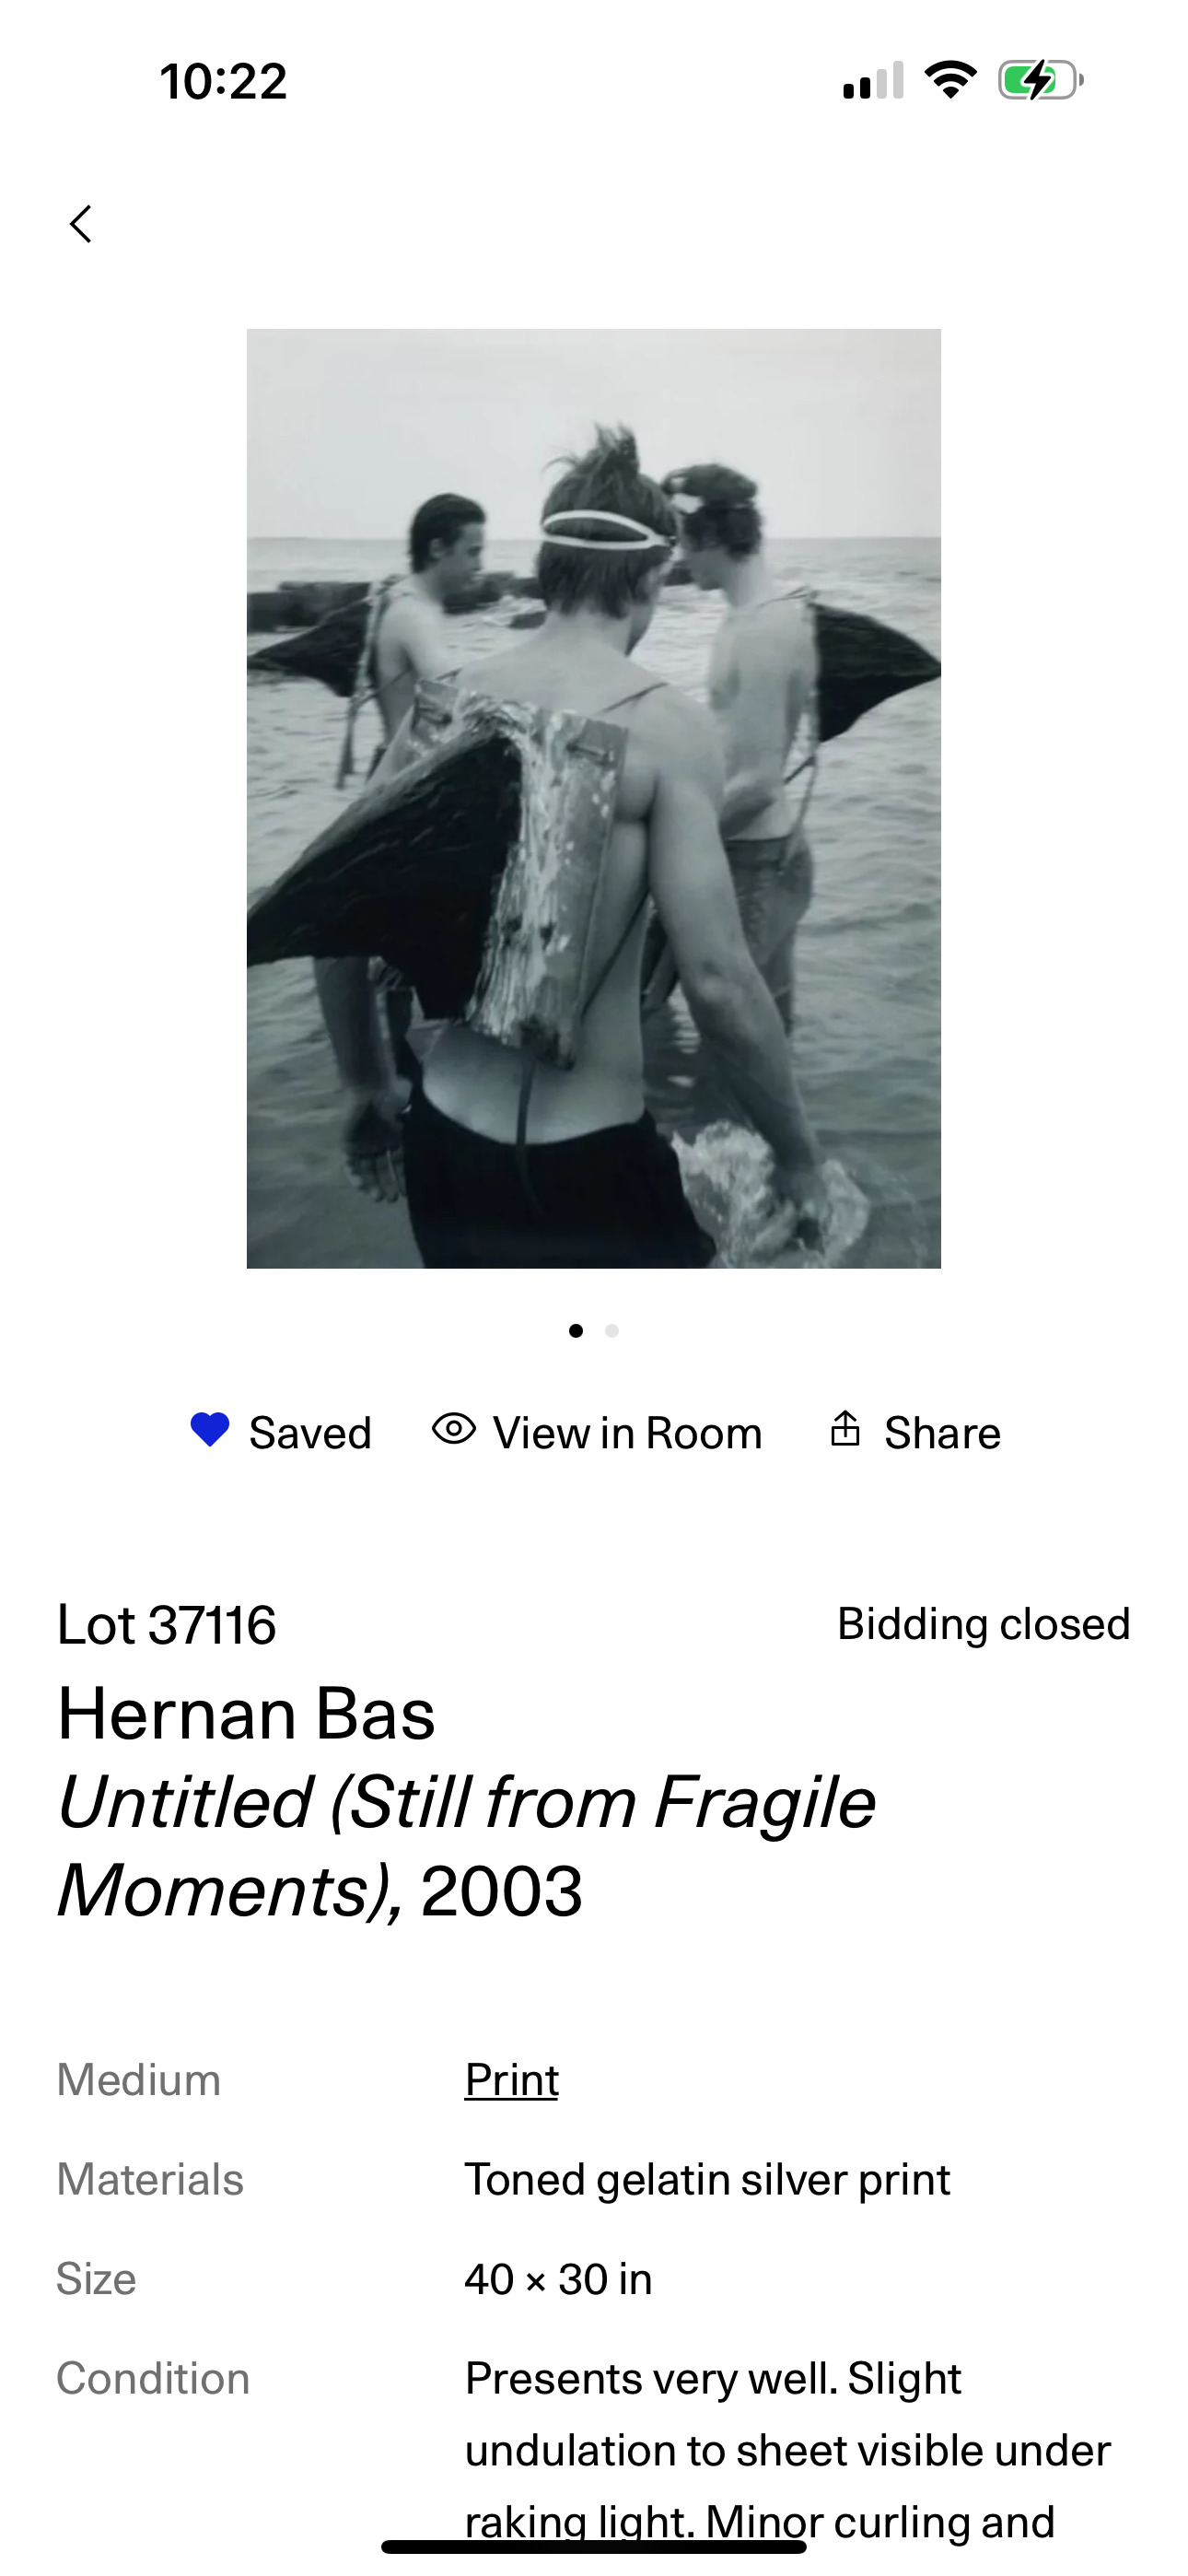 10:22
Saved View in Room Share
Lot 37116 Bidding closed
Hernan Bas
Untitled (Still from Fragile
Moments), 2003
Medium Print
Materials Toned gelatin silver print
Size 40 × 30 in
Condition Presents very well. Slight
undulation to sheet visible under
raking light. Minor curling and